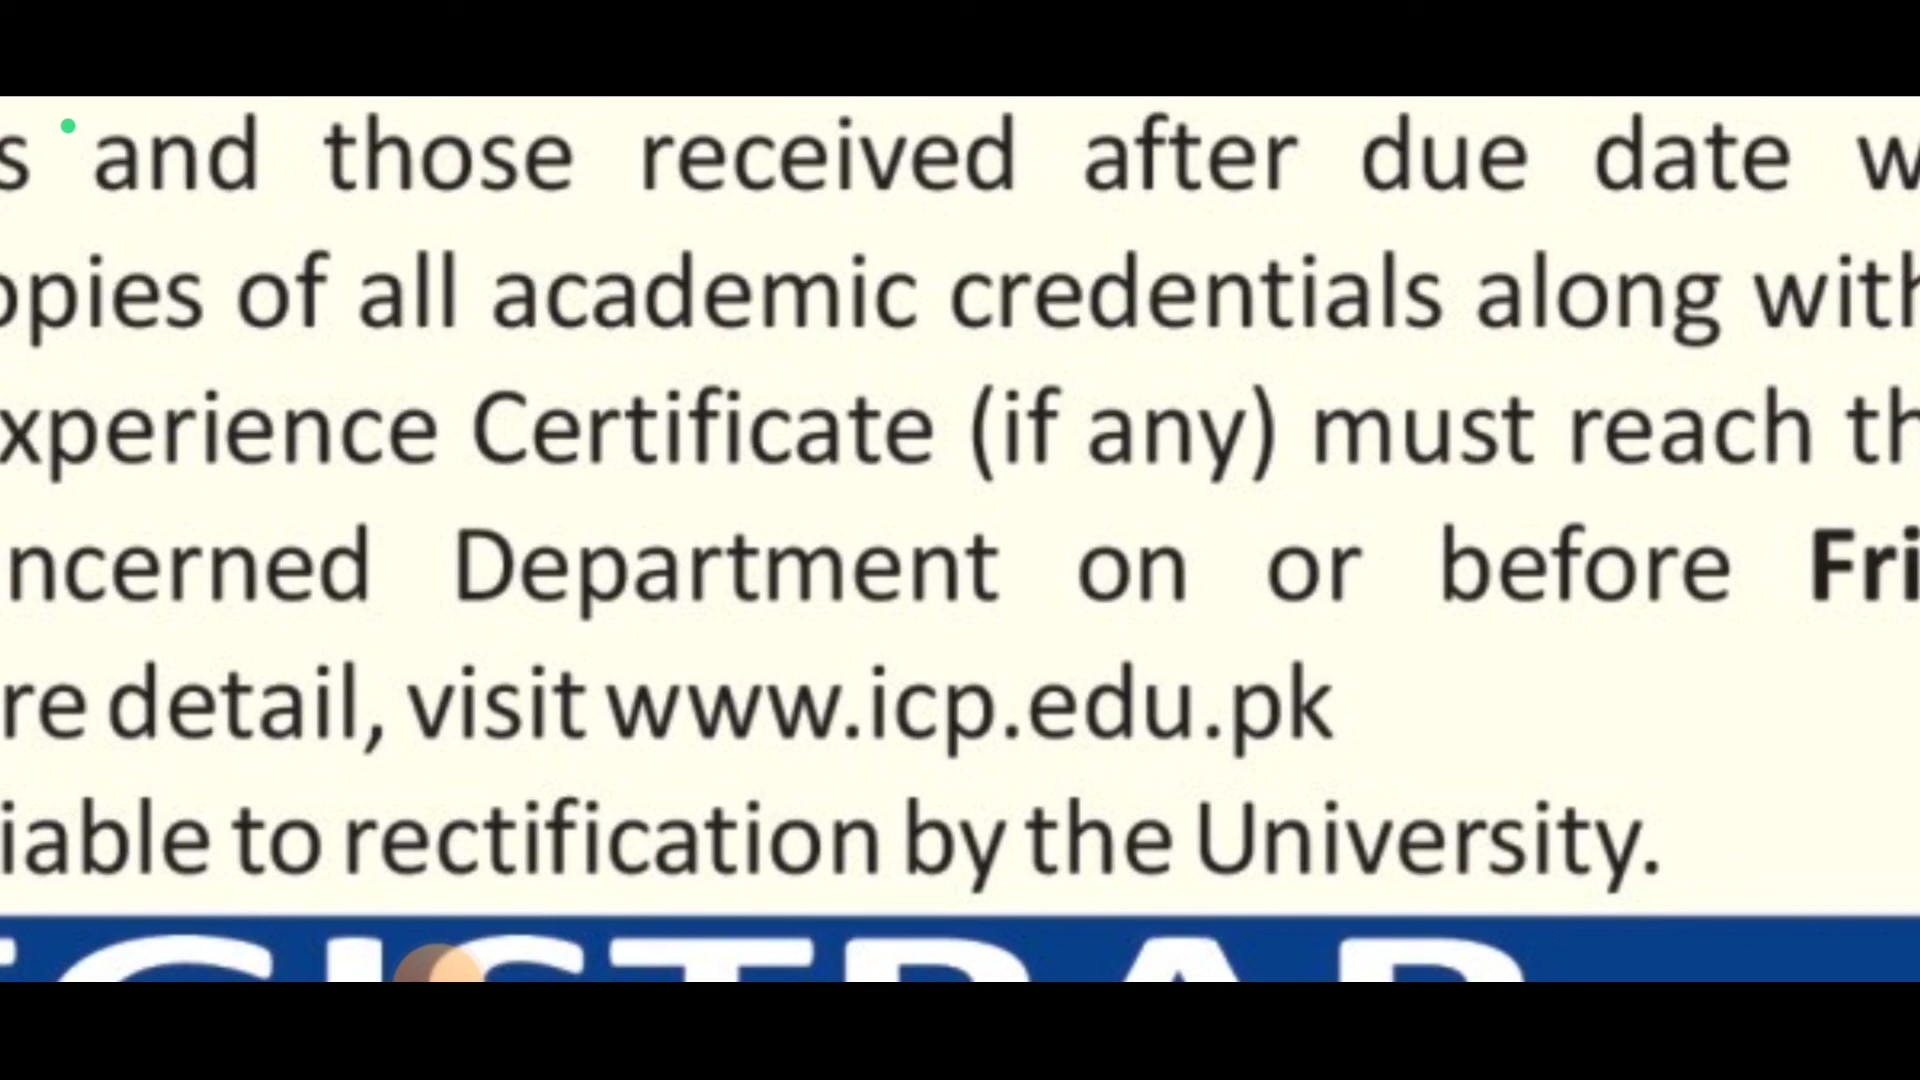 s and those received after due date w
opies of all academic credentials along with
xperience Certificate (if any) must reach th
ncerned Department on or before Fri
re detail, visit www.icp.edu.pk
iable to rectification by the University.
GISTRAR